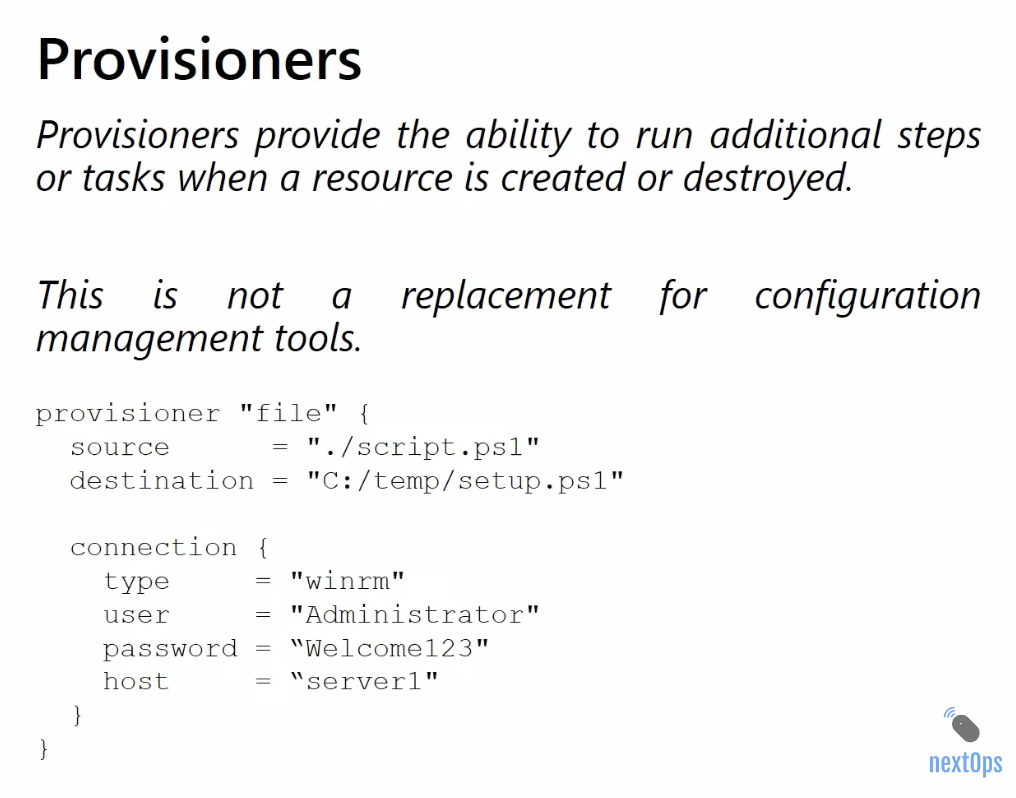 Provisioners
Provisioners provide the ability to run additional steps
or tasks when a resource is created or destroyed.
This is not a replacement for configuration
management tools.
provisioner "file" {
  source      = "./script.ps1"
  destination = "C:/temp/setup.ps1"
  connection {
    type     = "winrm"
    user     = "Administrator"
    password = “Welcome123"
    host     = “server1"
  }
}
nextOps